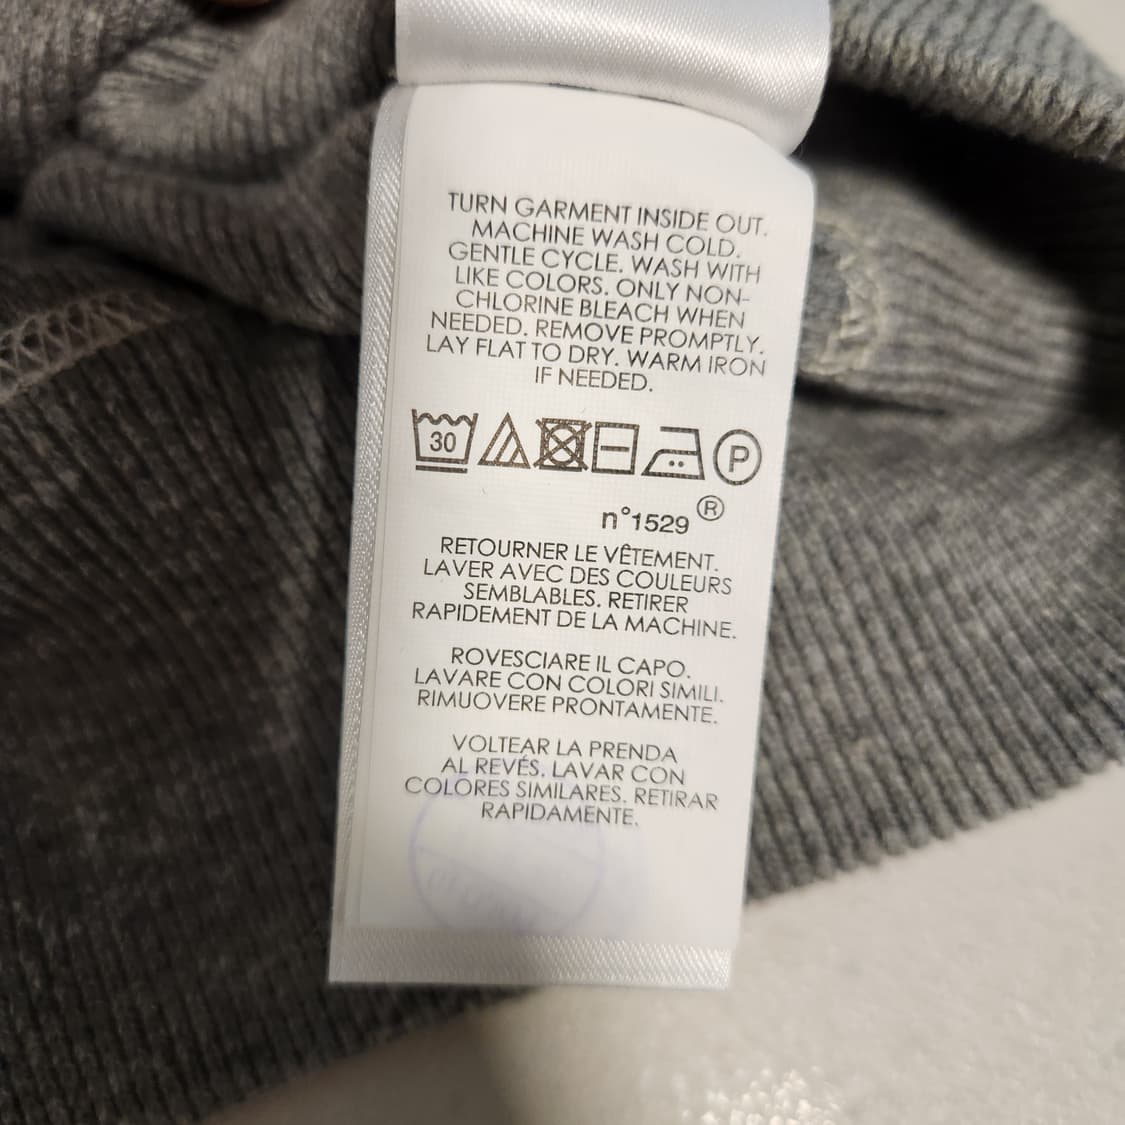 TURN GARMENT INSIDE OUT.
MACHINE WASH COLD.
GENTLE CYCLE. WASH WITH
LIKE COLORS. ONLY NON-
CHLORINE BLEACH WHEN
NEEDED. REMOVE PROMPTLY.
LAY FLAT TO DRY. WARM IRON
IF NEEDED.
30 P
n°1529 ®
RETOURNER LE VÊTEMENT.
LAVER AVEC DES COULEURS
SEMBLABLES. RETIRER
RAPIDEMENT DE LA MACHINE.
ROVESCIARE IL CAPO.
LAVARE CON COLORI SIMILI.
RIMUOVERE PRONTAMENTE.
VOLTEAR LA PRENDA
AL REVÉS. LAVAR CON
COLORES SIMILARES. RETIRAR
RAPIDAMENTE.